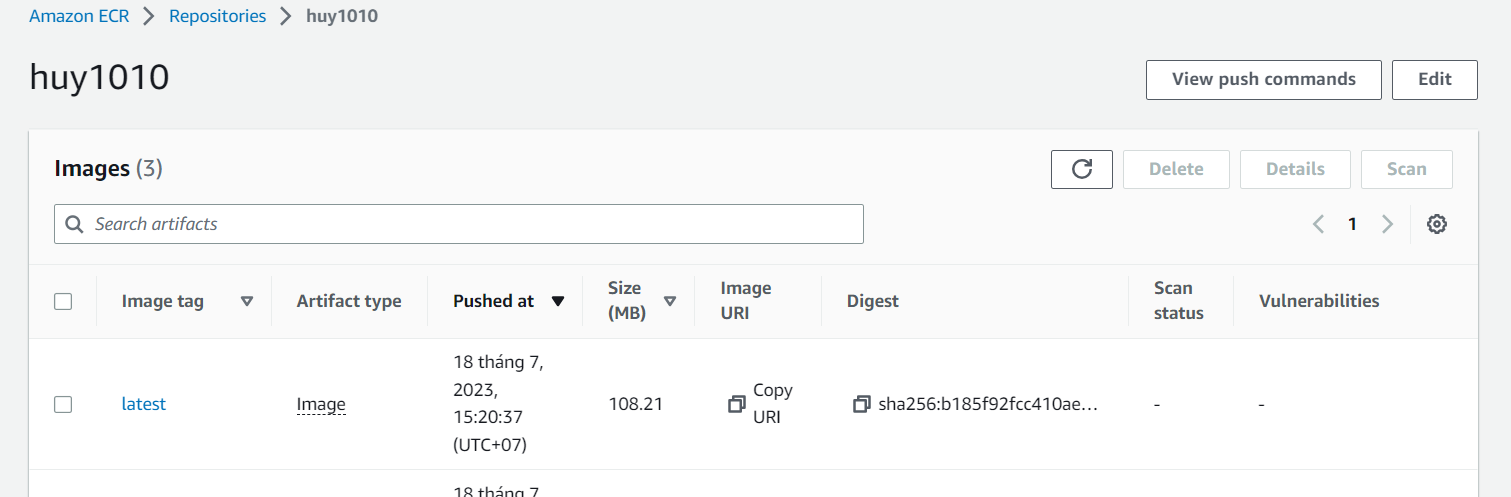 Amazon ECR > Repositories > huy1010
huy1010
View push commands
Edit
Images (3)
Delete
Details
Scan
Search artifacts
1
Image tag
Artifact type
Pushed at
Size
(MB)
Image
URI
Digest
Scan
status
Vulnerabilities
latest
Image
18 tháng 7,
2023,
15:20:37
(UTC+07)
108.21
Copy
URI
sha256:b185f92fcc410ae...
-
-
18 tháng 7,